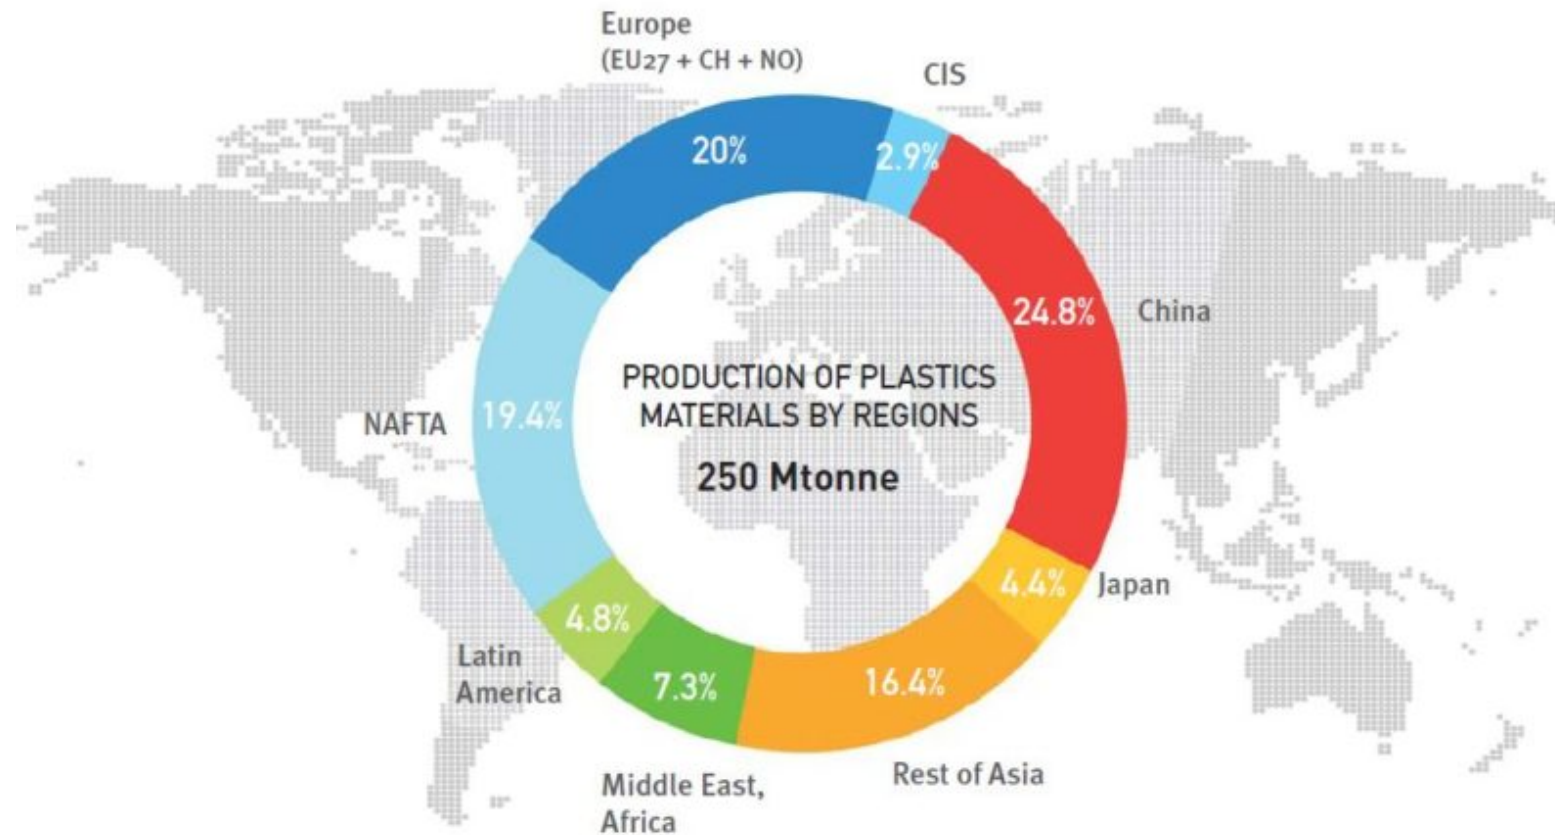 Europe
(EU27 + CH + NO)
CIS
20%
2.9%
24.8%
China
PRODUCTION OF PLASTICS
MATERIALS BY REGIONS
250 Mtonne
NAFTA
19.4%
4.4%
Japan
4.8%
Latin
America
7.3%
16.4%
Rest of Asia
Middle East,
Africa